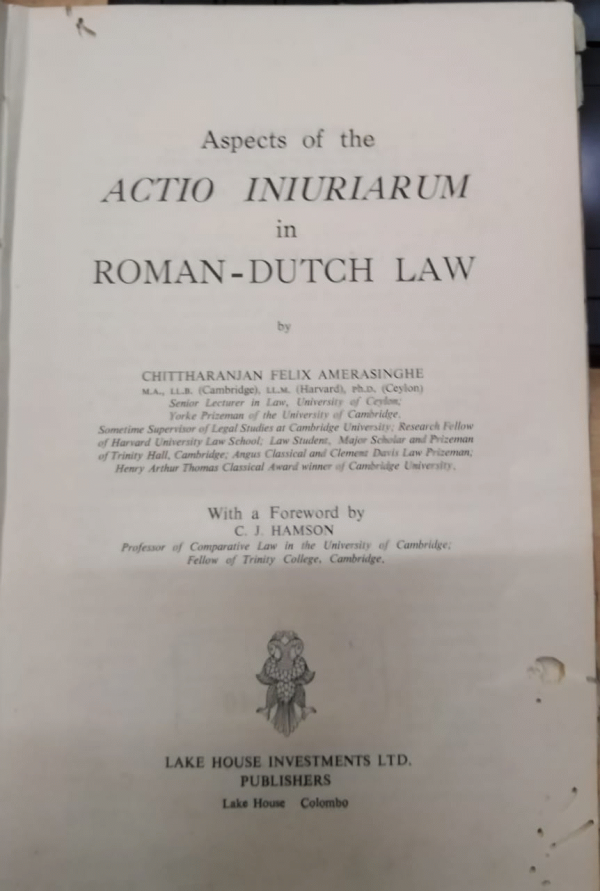 Aspects of the
ACTIO INIURIARUM
in
ROMAN-DUTCH LAW
by
CHITTHARANJAN FELIX AMERASINGHE
M.A., LL.B. (Cambridge), LL.M. (Harvard), Ph.D. (Ceylon)
Senior Lecturer in Law, University of Ceylon;
Yorke Prizeman of the University of Cambridge.
Sometime Supervisor of Legal Studies at Cambridge University; Research Fellow
of Harvard University Law School; Law Student, Major Scholar and Prizeman
of Trinity Hall, Cambridge; Angus Classical and Clement Davis Law Prizeman;
Henry Arthur Thomas Classical Award winner of Cambridge University.
With a Foreword by
C. J. HAMSON
Professor of Comparative Law in the University of Cambridge;
Fellow of Trinity College, Cambridge.
LAKE HOUSE INVESTMENTS LTD.
PUBLISHERS
Lake House Colombo